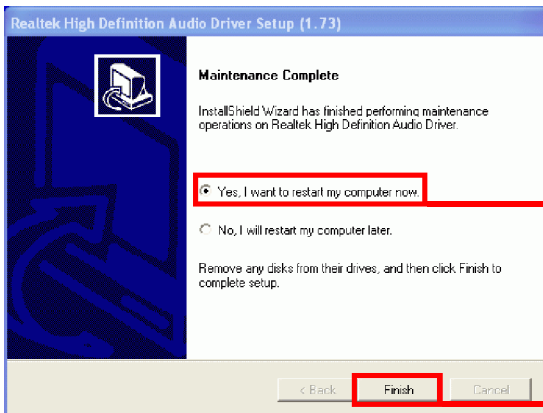 Realtek High Definition Audio Driver Setup (1.73)
Maintenance Complete
InstallShield Wizard has finished performing maintenance
operations on Realtek High Definition Audio Driver.
Yes, I want to restart my computer now.
No, I will restart my computer later.
Remove any disks from their drives, and then click Finish to
complete setup.
< Back Finish Cancel